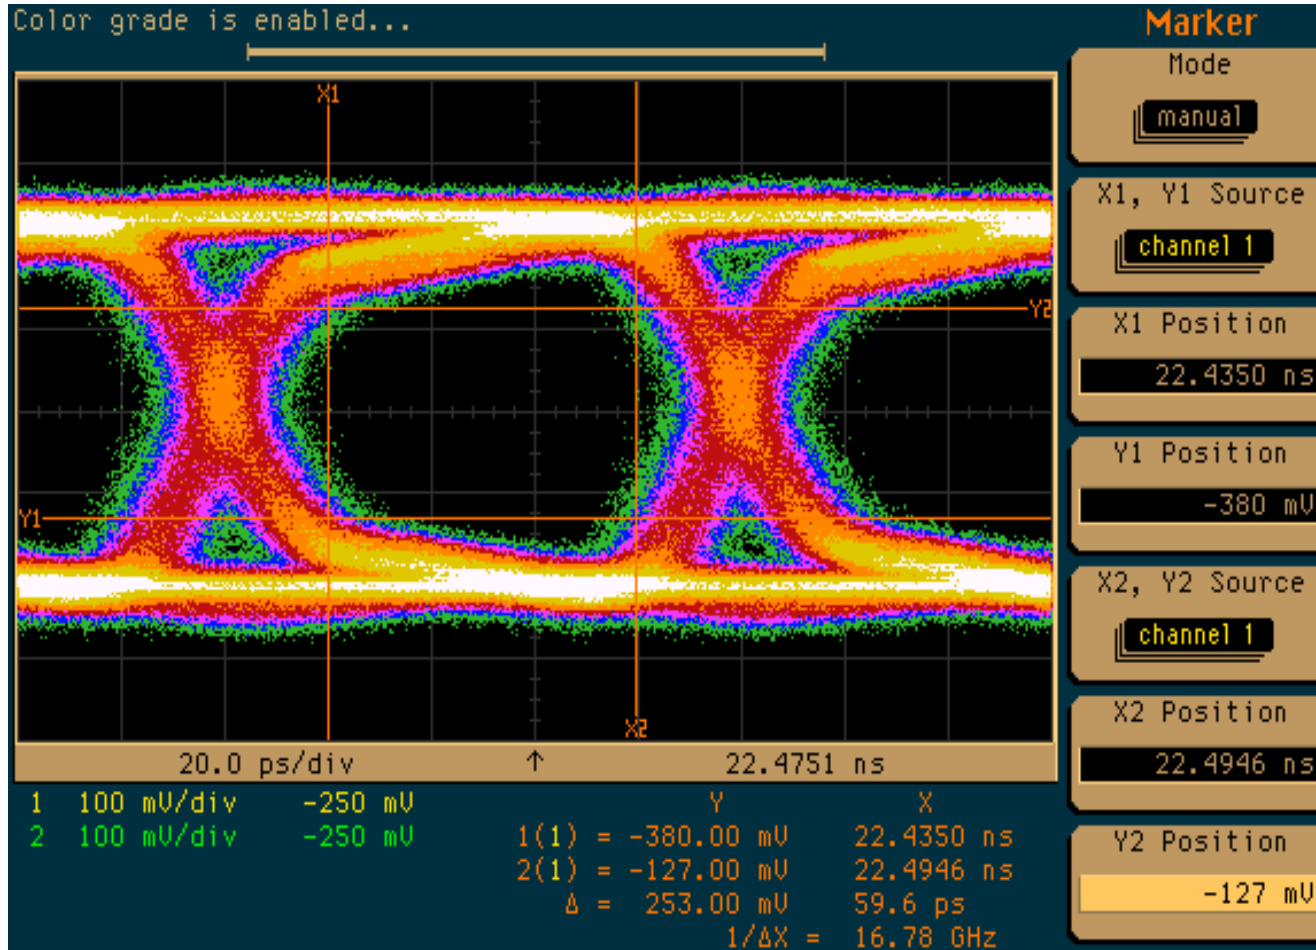 Color grade is enabled...
Marker
Mode
manual
X1, Y1 Source
channel 1
X1 Position
22.4350 ns
Y1 Position
-380 mV
X2, Y2 Source
channel 1
X2 Position
22.4946 ns
Y2 Position
-127 mV
X1
Y2
Y1
X2
20.0 ps/div ↑ 22.4751 ns
1 100 mV/div -250 mV Y X
2 100 mV/div -250 mV 1(1) = -380.00 mV 22.4350 ns
2(1) = -127.00 mV 22.4946 ns
Δ = 253.00 mV 59.6 ps
1/ΔX = 16.78 GHz